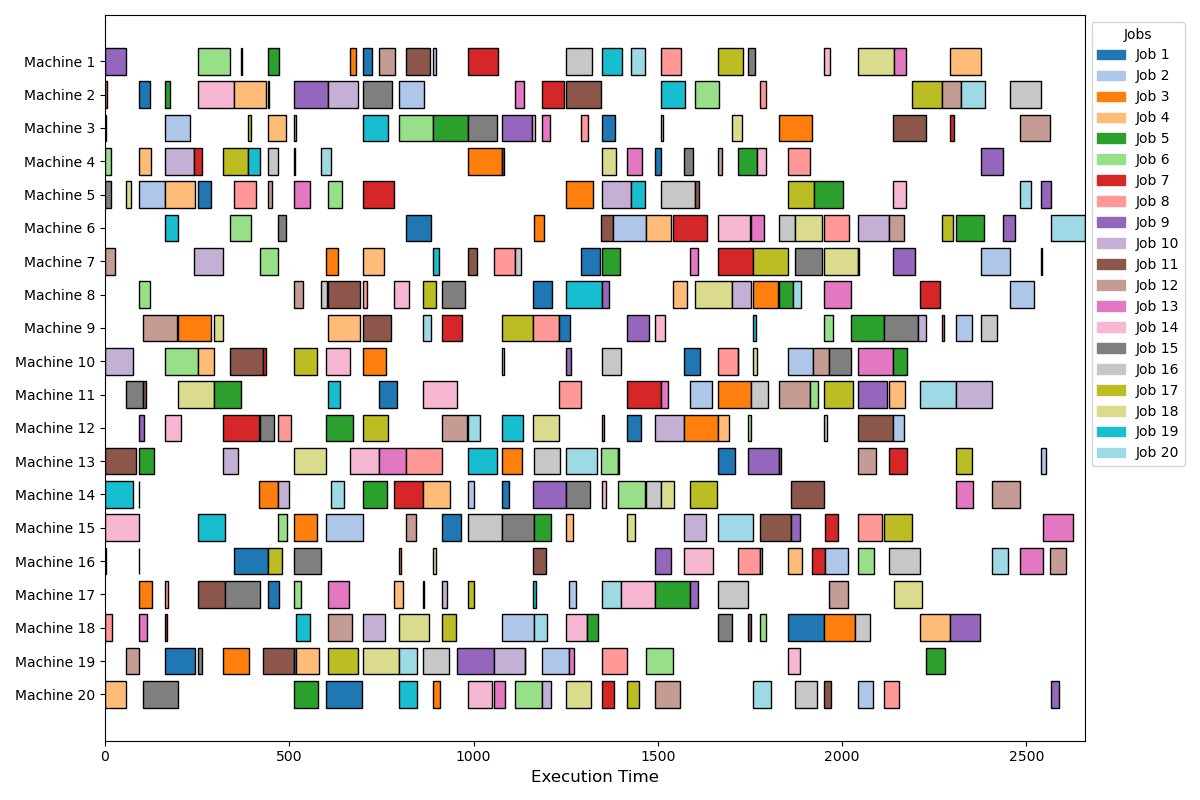 Machine 1
Machine 2
Machine 3
Machine 4
Machine 5
Machine 6
Machine 7
Machine 8
Machine 9
Machine 10
Machine 11
Machine 12
Machine 13
Machine 14
Machine 15
Machine 16
Machine 17
Machine 18
Machine 19
Machine 20
0 500 1000 1500 2000 2500
Execution Time
Jobs
Job 1
Job 2
Job 3
Job 4
Job 5
Job 6
Job 7
Job 8
Job 9
Job 10
Job 11
Job 12
Job 13
Job 14
Job 15
Job 16
Job 17
Job 18
Job 19
Job 20